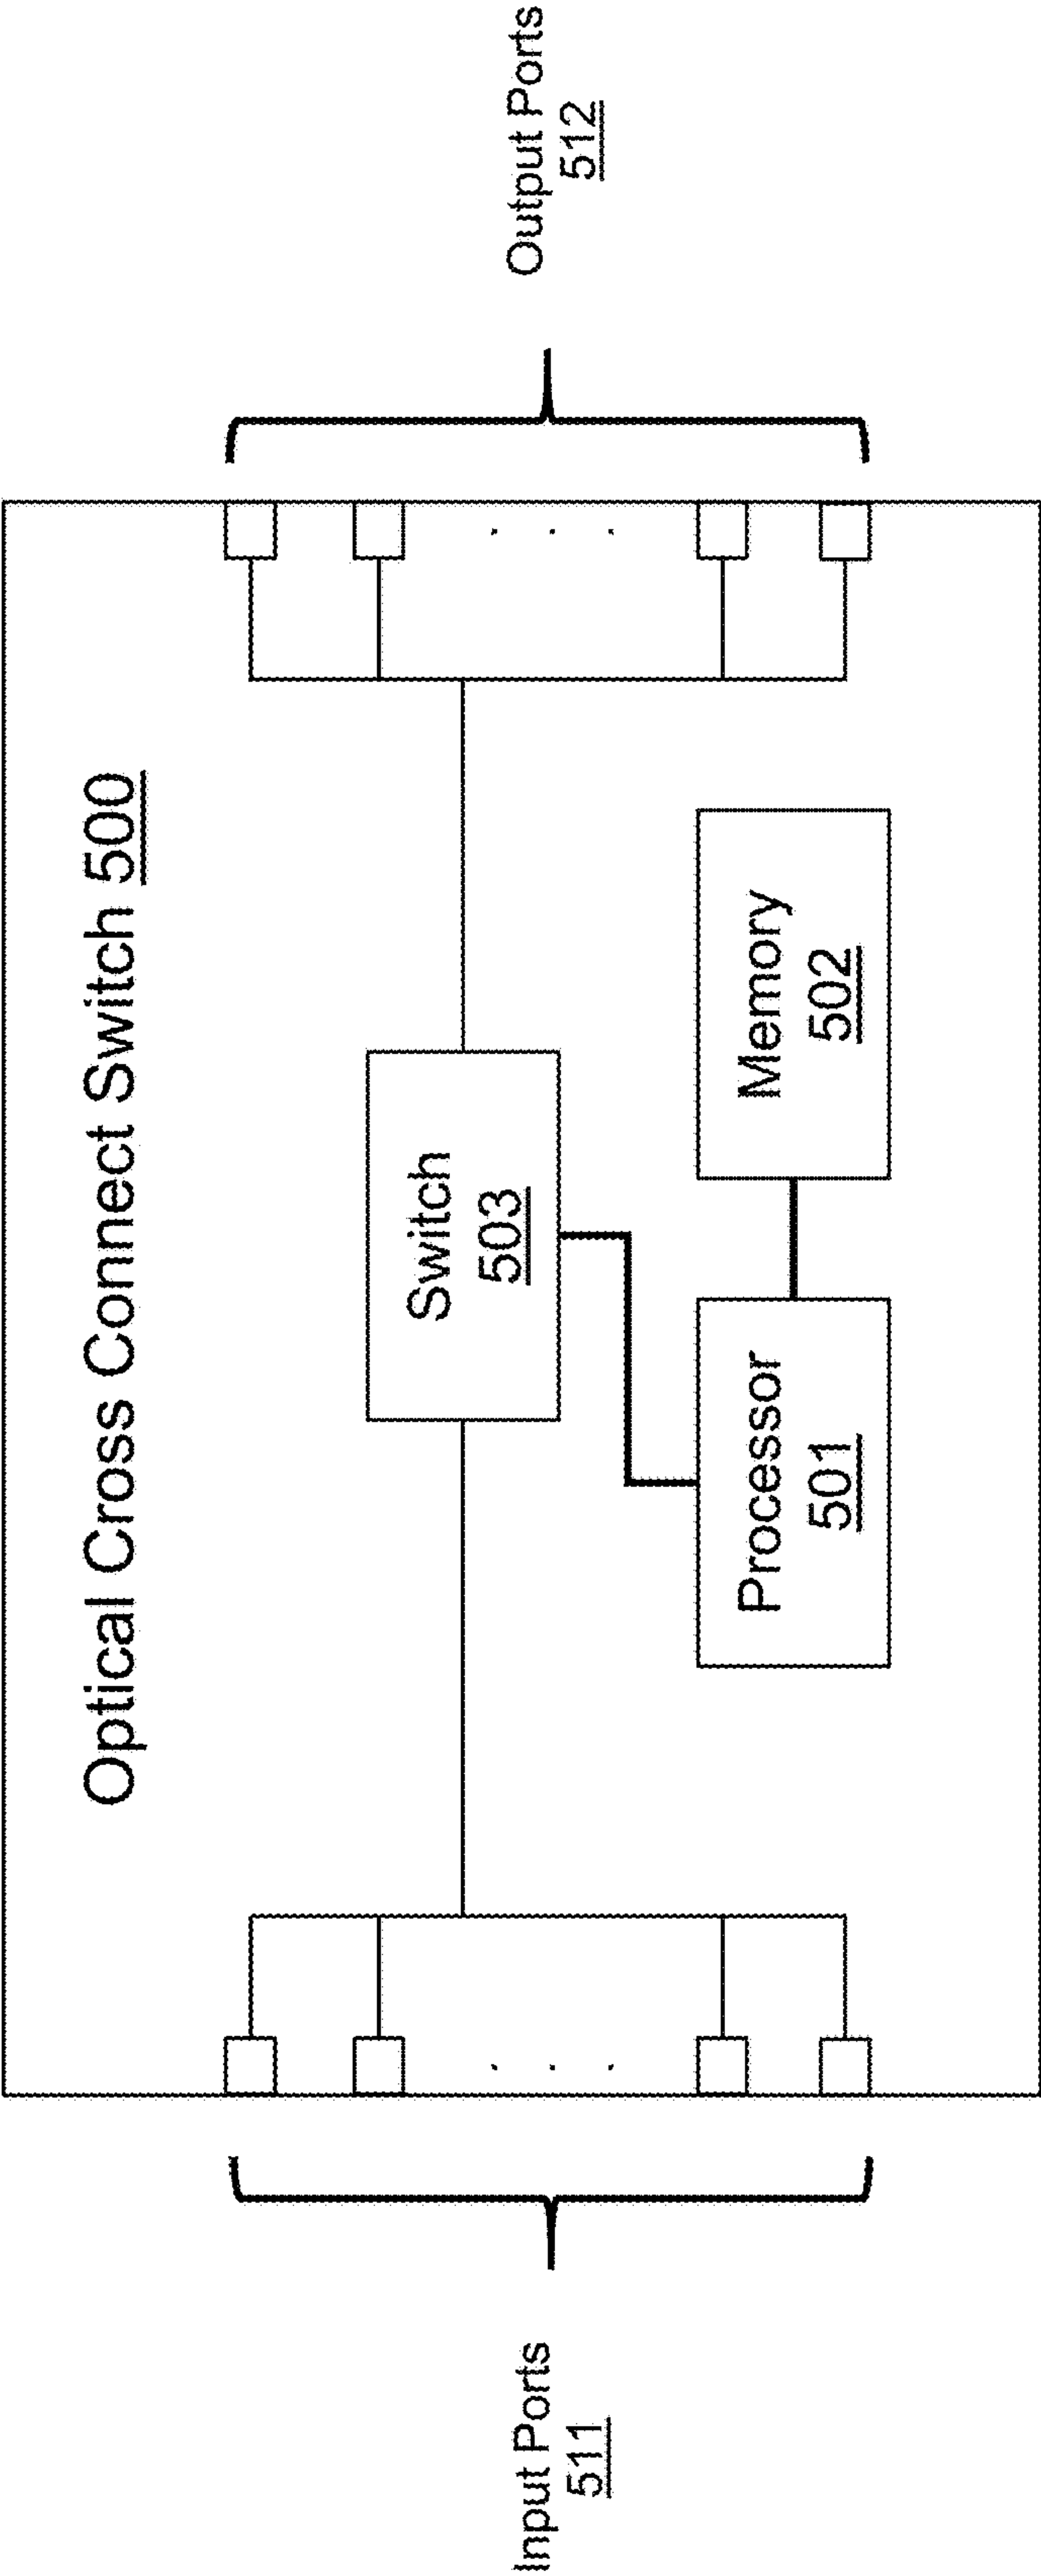 Optical Cross Connect Switch 500
Input Ports
511
Switch
503
Processor
501
Memory
502
Output Ports
512